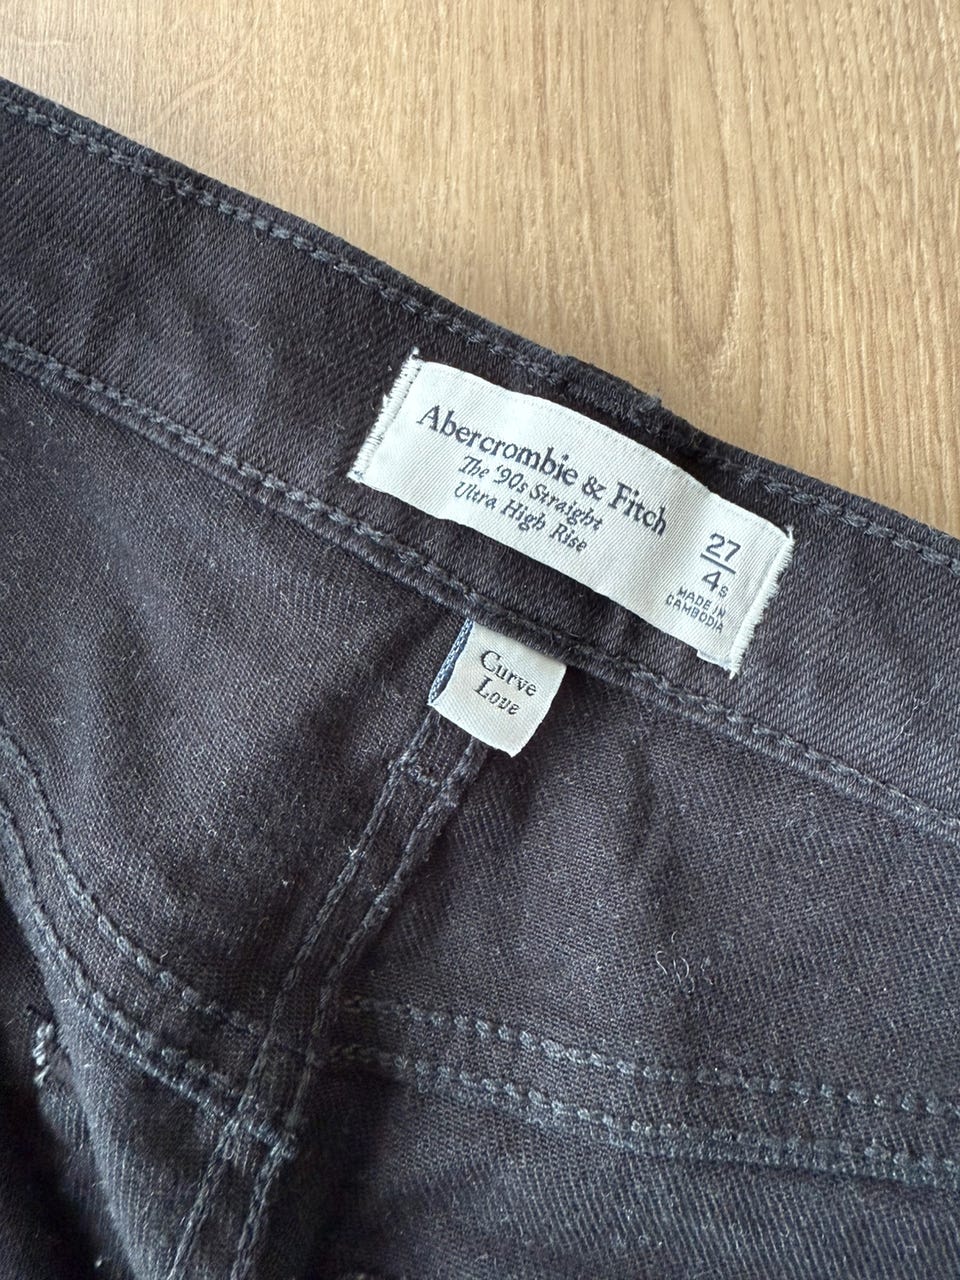 Abercrombie & Fitch
The '90s Straight
Ultra High Rise
27
4s
MADE IN
CAMBODIA
Curve
Love